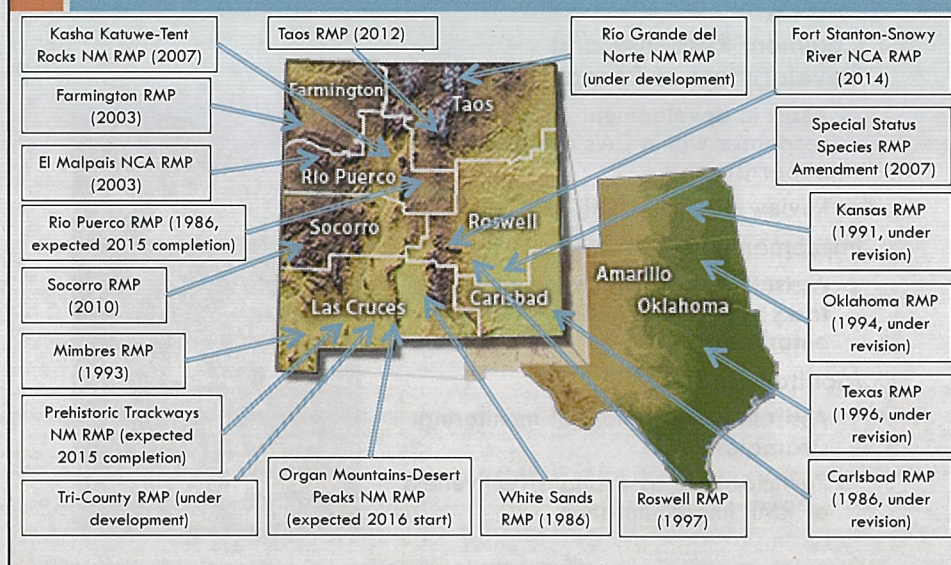 Kasha Katuwe-Tent
Rocks NM RMP (2007)
Taos RMP (2012)
Río Grande del
Norte NM RMP
(under development)
Fort Stanton-Snowy
River NCA RMP
(2014)
Farmington RMP
(2003)
Special Status
Species RMP
Amendment (2007)
El Malpais NCA RMP
(2003)
Rio Puerco RMP (1986,
expected 2015 completion)
Kansas RMP
(1991, under
revision)
Socorro RMP
(2010)
Oklahoma RMP
(1994, under
revision)
Mimbres RMP
(1993)
Texas RMP
(1996, under
revision)
Prehistoric Trackways
NM RMP (expected
2015 completion)
Tri-County RMP (under
development)
Organ Mountains-Desert
Peaks NM RMP
(expected 2016 start)
White Sands
RMP (1986)
Roswell RMP
(1997)
Carlsbad RMP
(1986, under
revision)
Farmington
Taos
Rio Puerco
Socorro
Roswell
Las Cruces
Carlsbad
Amarillo
Oklahoma